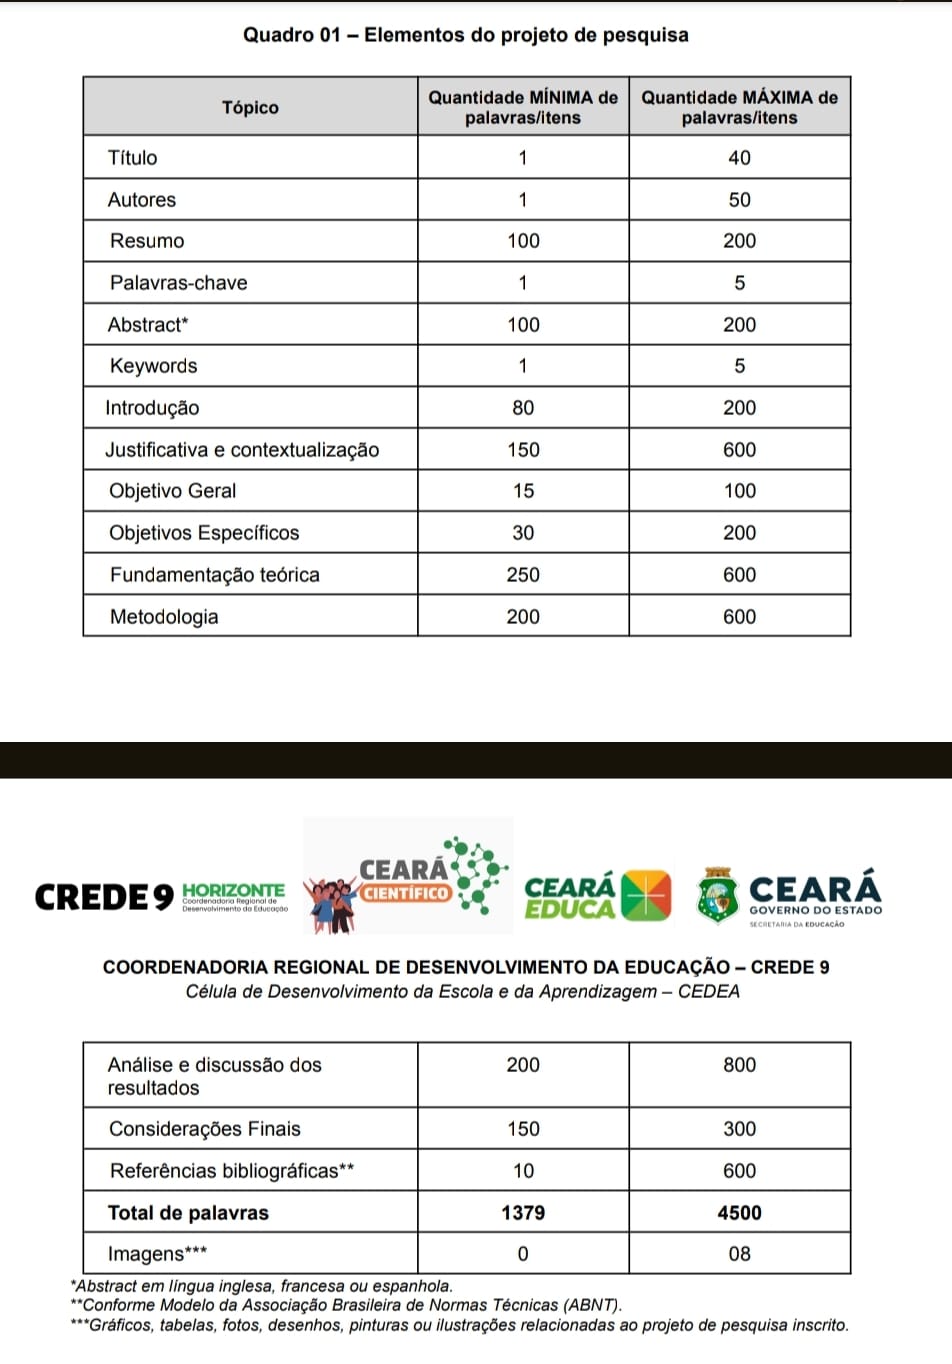 Quadro 01 – Elementos do projeto de pesquisa
Tópico
Quantidade MÍNIMA de palavras/itens
Quantidade MÁXIMA de palavras/itens
Título 1 40
Autores 1 50
Resumo 100 200
Palavras-chave 1 5
Abstract* 100 200
Keywords 1 5
Introdução 80 200
Justificativa e contextualização 150 600
Objetivo Geral 15 100
Objetivos Específicos 30 200
Fundamentação teórica 250 600
Metodologia 200 600
CREDE 9
HORIZONTE
Coordenadoria Regional de
Desenvolvimento da Educação
CEARÁ
CIENTÍFICO
CEARÁ
EDUCA
CEARÁ
GOVERNO DO ESTADO
SECRETARIA DA EDUCAÇÃO
COORDENADORIA REGIONAL DE DESENVOLVIMENTO DA EDUCAÇÃO – CREDE 9
Célula de Desenvolvimento da Escola e da Aprendizagem – CEDEA
Análise e discussão dos resultados 200 800
Considerações Finais 150 300
Referências bibliográficas** 10 600
Total de palavras 1379 4500
Imagens*** 0 08
*Abstract em língua inglesa, francesa ou espanhola.
**Conforme Modelo da Associação Brasileira de Normas Técnicas (ABNT).
***Gráficos, tabelas, fotos, desenhos, pinturas ou ilustrações relacionadas ao projeto de pesquisa inscrito.